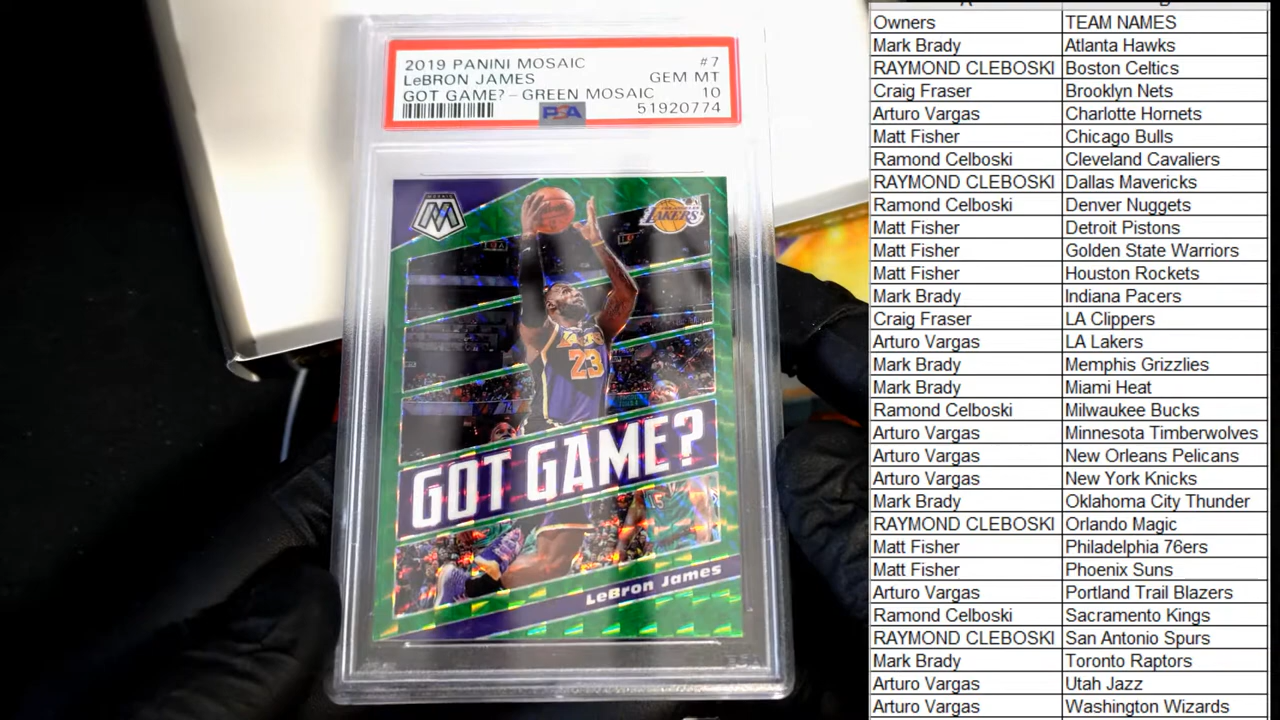 2019 PANINI MOSAIC #7
LeBRON JAMES GEM MT
GOT GAME? - GREEN MOSAIC 10
PSA 51920774
MOSAIC
M
LAKERS
23
GOT GAME?
LeBron James
Owners TEAM NAMES
Mark Brady Atlanta Hawks
RAYMOND CLEBOSKI Boston Celtics
Craig Fraser Brooklyn Nets
Arturo Vargas Charlotte Hornets
Matt Fisher Chicago Bulls
Ramond Celboski Cleveland Cavaliers
RAYMOND CLEBOSKI Dallas Mavericks
Ramond Celboski Denver Nuggets
Matt Fisher Detroit Pistons
Matt Fisher Golden State Warriors
Matt Fisher Houston Rockets
Mark Brady Indiana Pacers
Craig Fraser LA Clippers
Arturo Vargas LA Lakers
Mark Brady Memphis Grizzlies
Mark Brady Miami Heat
Ramond Celboski Milwaukee Bucks
Arturo Vargas Minnesota Timberwolves
Arturo Vargas New Orleans Pelicans
Arturo Vargas New York Knicks
Mark Brady Oklahoma City Thunder
RAYMOND CLEBOSKI Orlando Magic
Matt Fisher Philadelphia 76ers
Matt Fisher Phoenix Suns
Arturo Vargas Portland Trail Blazers
Ramond Celboski Sacramento Kings
RAYMOND CLEBOSKI San Antonio Spurs
Mark Brady Toronto Raptors
Arturo Vargas Utah Jazz
Arturo Vargas Washington Wizards